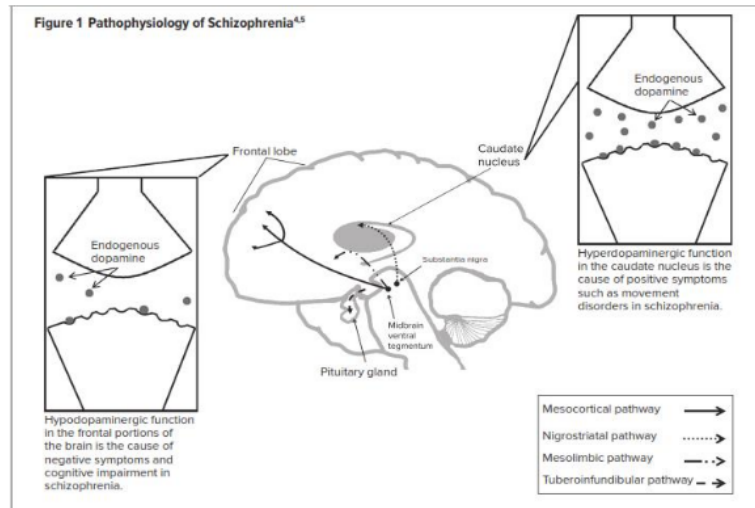 Figure 1 Pathophysiology of Schizophrenia4,5
Endogenous
dopamine
Frontal lobe
Caudate
nucleus
Endogenous
dopamine
Substantia nigra
Hyperdopaminergic function
in the caudate nucleus is the
cause of positive symptoms
such as movement
disorders in schizophrenia.
Midbrain
ventral
tegmentum
Pituitary gland
Hypodopaminergic function
in the frontal portions of
the brain is the cause of
negative symptoms and
cognitive impairment in
schizophrenia.
Mesocortical pathway
Nigrostriatal pathway
Mesolimbic pathway
Tuberoinfundibular pathway